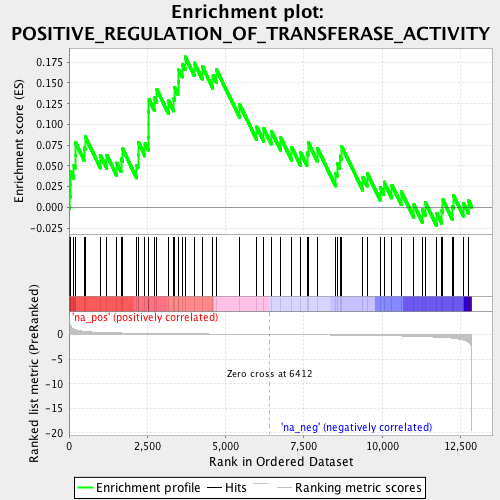 Enrichment plot:
POSITIVE_REGULATION_OF_TRANSFERASE_ACTIVITY
Enrichment score (ES)
0.175
0.150
0.125
0.100
0.075
0.050
0.025
0.000
-0.025
'na_pos' (positively correlated)
Ranked list metric (PreRanked)
0
-5
-10
-15
-20
Zero cross at 6412
'na_neg' (negatively correlated)
0
2,500
5,000
7,500
10,000
12,500
Rank in Ordered Dataset
Enrichment profile
Hits
Ranking metric scores